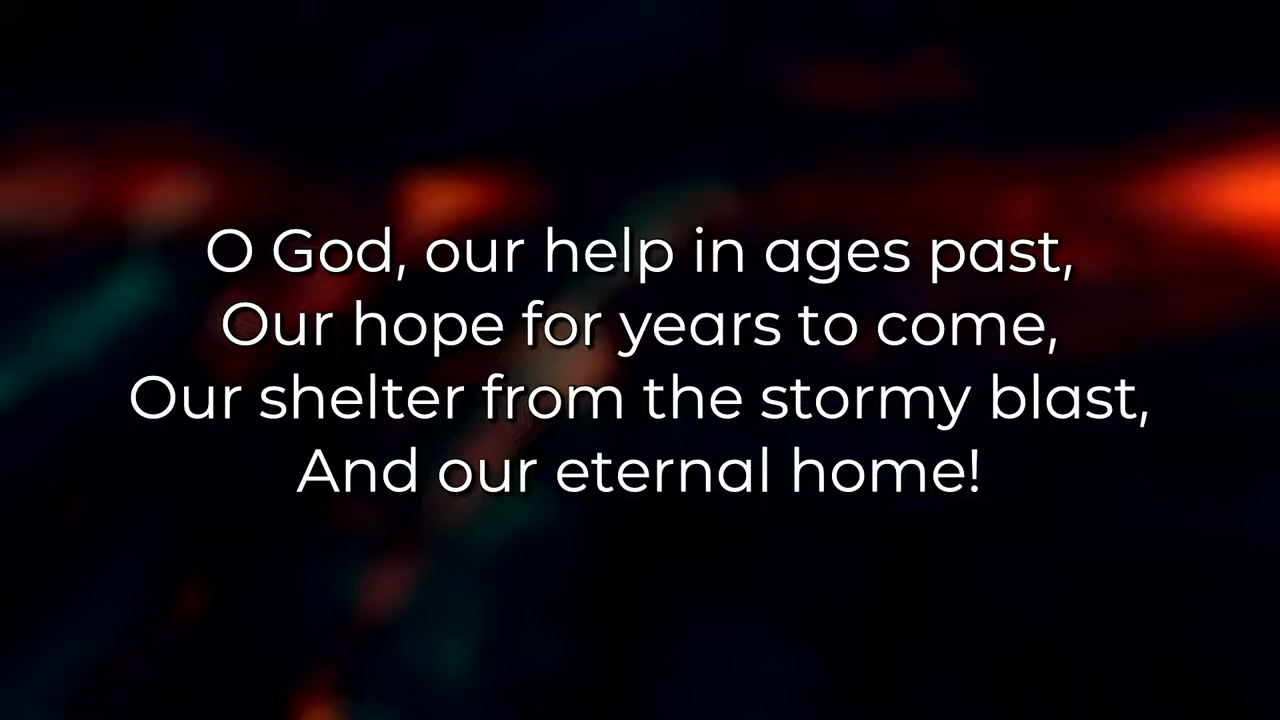 O God, our help in ages past,
Our hope for years to come,
Our shelter from the stormy blast,
And our eternal home!